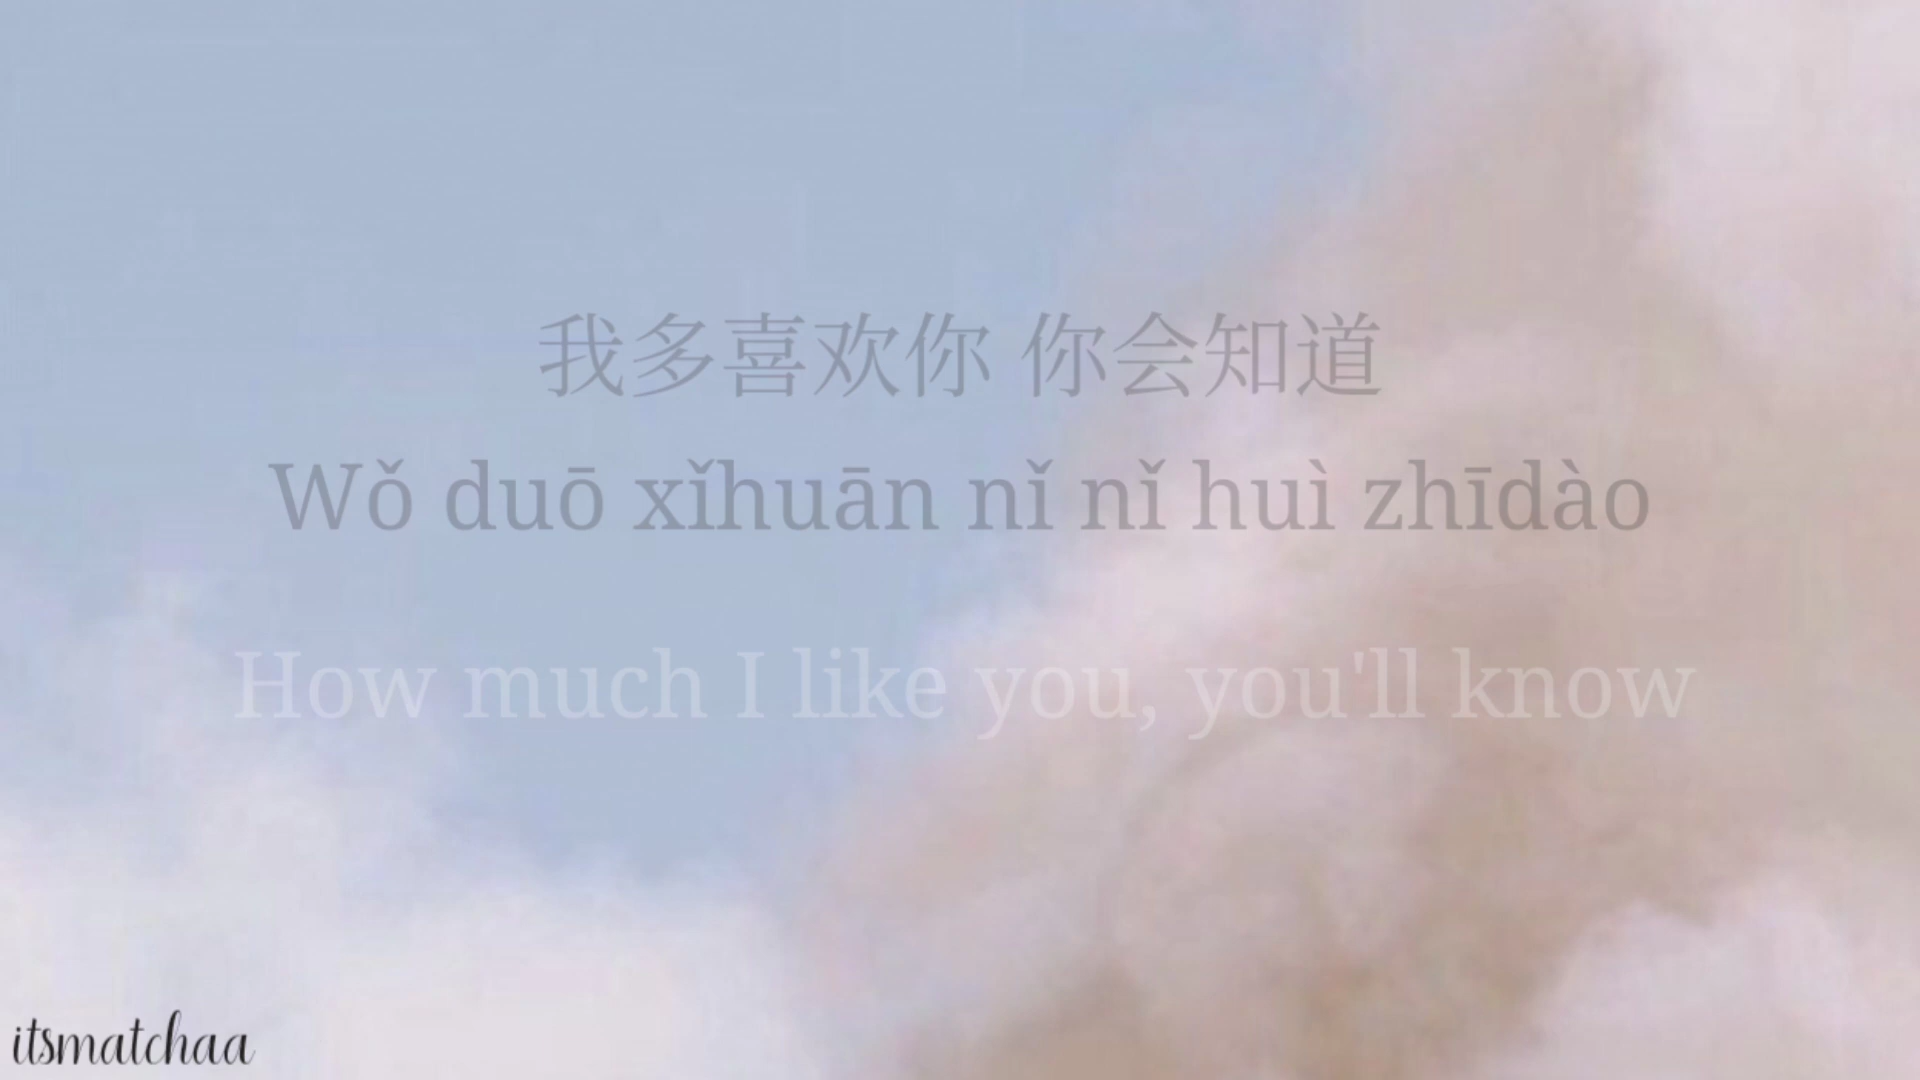 我多喜欢你 你会知道
Wǒ duō xǐhuān nǐ nǐ huì zhīdào
How much I like you, you'll know
itsmatchaa